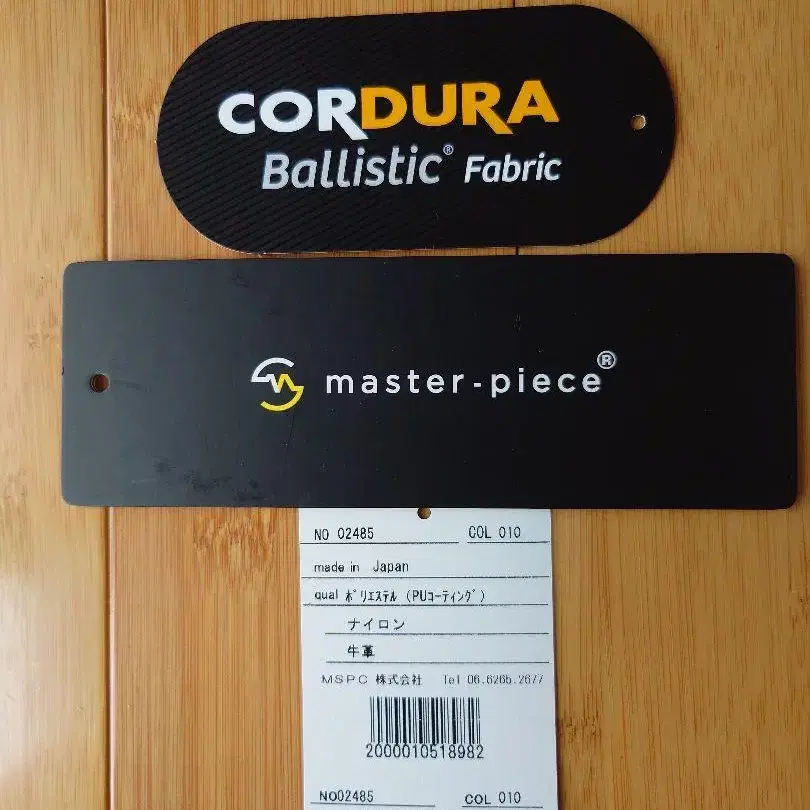 CORDURA
Ballistic® Fabric
master-piece®
NO 02485 COL 010
made in Japan
qual ﾎﾟﾘｴｽﾃﾙ (PUｺｰﾃｨﾝｸﾞ)
ナイロン
牛革
MSPC 株式会社 Tel 06.6265.2677
2000010518982
NO02485 COL 010